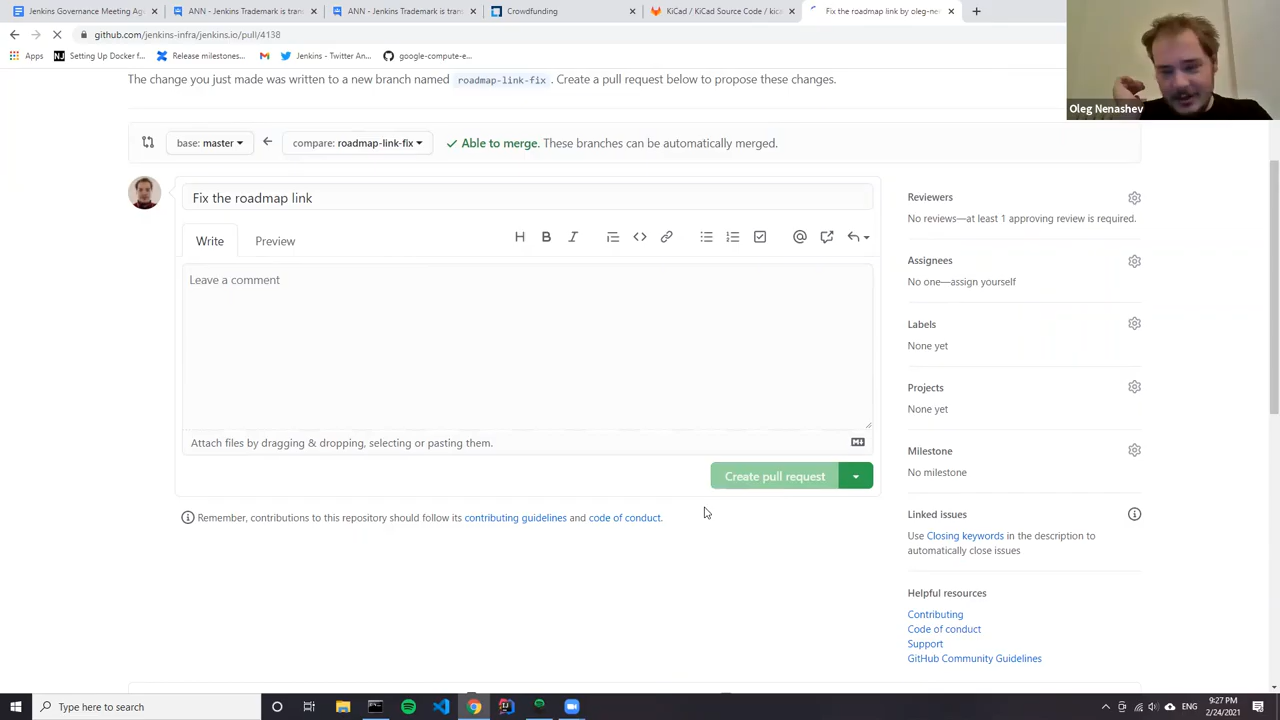 Jenkins Governance Meeting Ag
ANN - Jenkins Trademark is tran
ANN - Jenkins Trademark is tran
Crowdfunding
KiCad / KiCad Source Code / kic
Fix the roadmap link by oleg-ne
github.com/jenkins-infra/jenkins.io/pull/4138
Apps
Setting Up Docker f...
Release milestones...
Jenkins - Twitter An...
google-compute-e...
The change you just made was written to a new branch named roadmap-link-fix . Create a pull request below to propose these changes.
Oleg Nenashev
base: master
compare: roadmap-link-fix
Able to merge. These branches can be automatically merged.
Fix the roadmap link
Write
Preview
Leave a comment
Attach files by dragging & dropping, selecting or pasting them.
Create pull request
Remember, contributions to this repository should follow its contributing guidelines and code of conduct.
Reviewers
No reviews—at least 1 approving review is required.
Assignees
No one—assign yourself
Labels
None yet
Projects
None yet
Milestone
No milestone
Linked issues
Use Closing keywords in the description to
automatically close issues
Helpful resources
Contributing
Code of conduct
Support
GitHub Community Guidelines
Type here to search
9:27 PM
2/24/2021